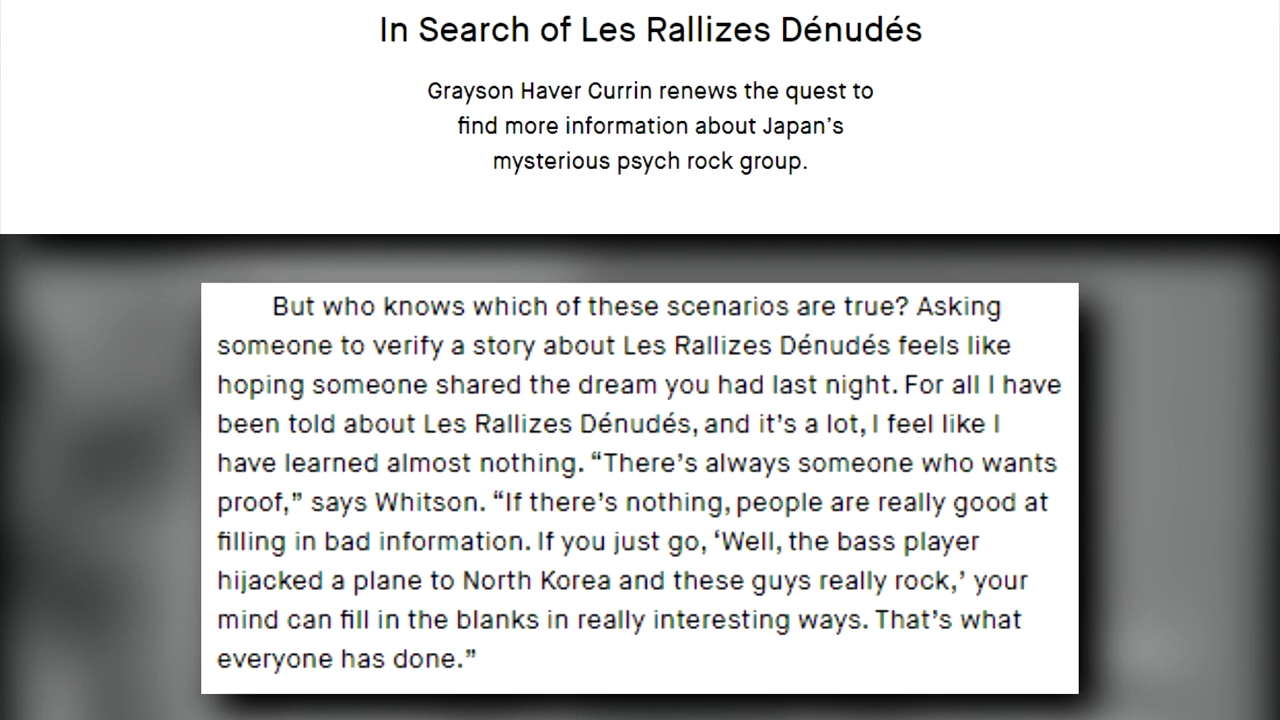 In Search of Les Rallizes Dénudés
Grayson Haver Currin renews the quest to
find more information about Japan's
mysterious psych rock group.
But who knows which of these scenarios are true? Asking
someone to verify a story about Les Rallizes Dénudés feels like
hoping someone shared the dream you had last night. For all I have
been told about Les Rallizes Dénudés, and it's a lot, I feel like I
have learned almost nothing. “There's always someone who wants
proof,” says Whitson. “If there's nothing, people are really good at
filling in bad information. If you just go, ‘Well, the bass player
hijacked a plane to North Korea and these guys really rock,’ your
mind can fill in the blanks in really interesting ways. That's what
everyone has done.”